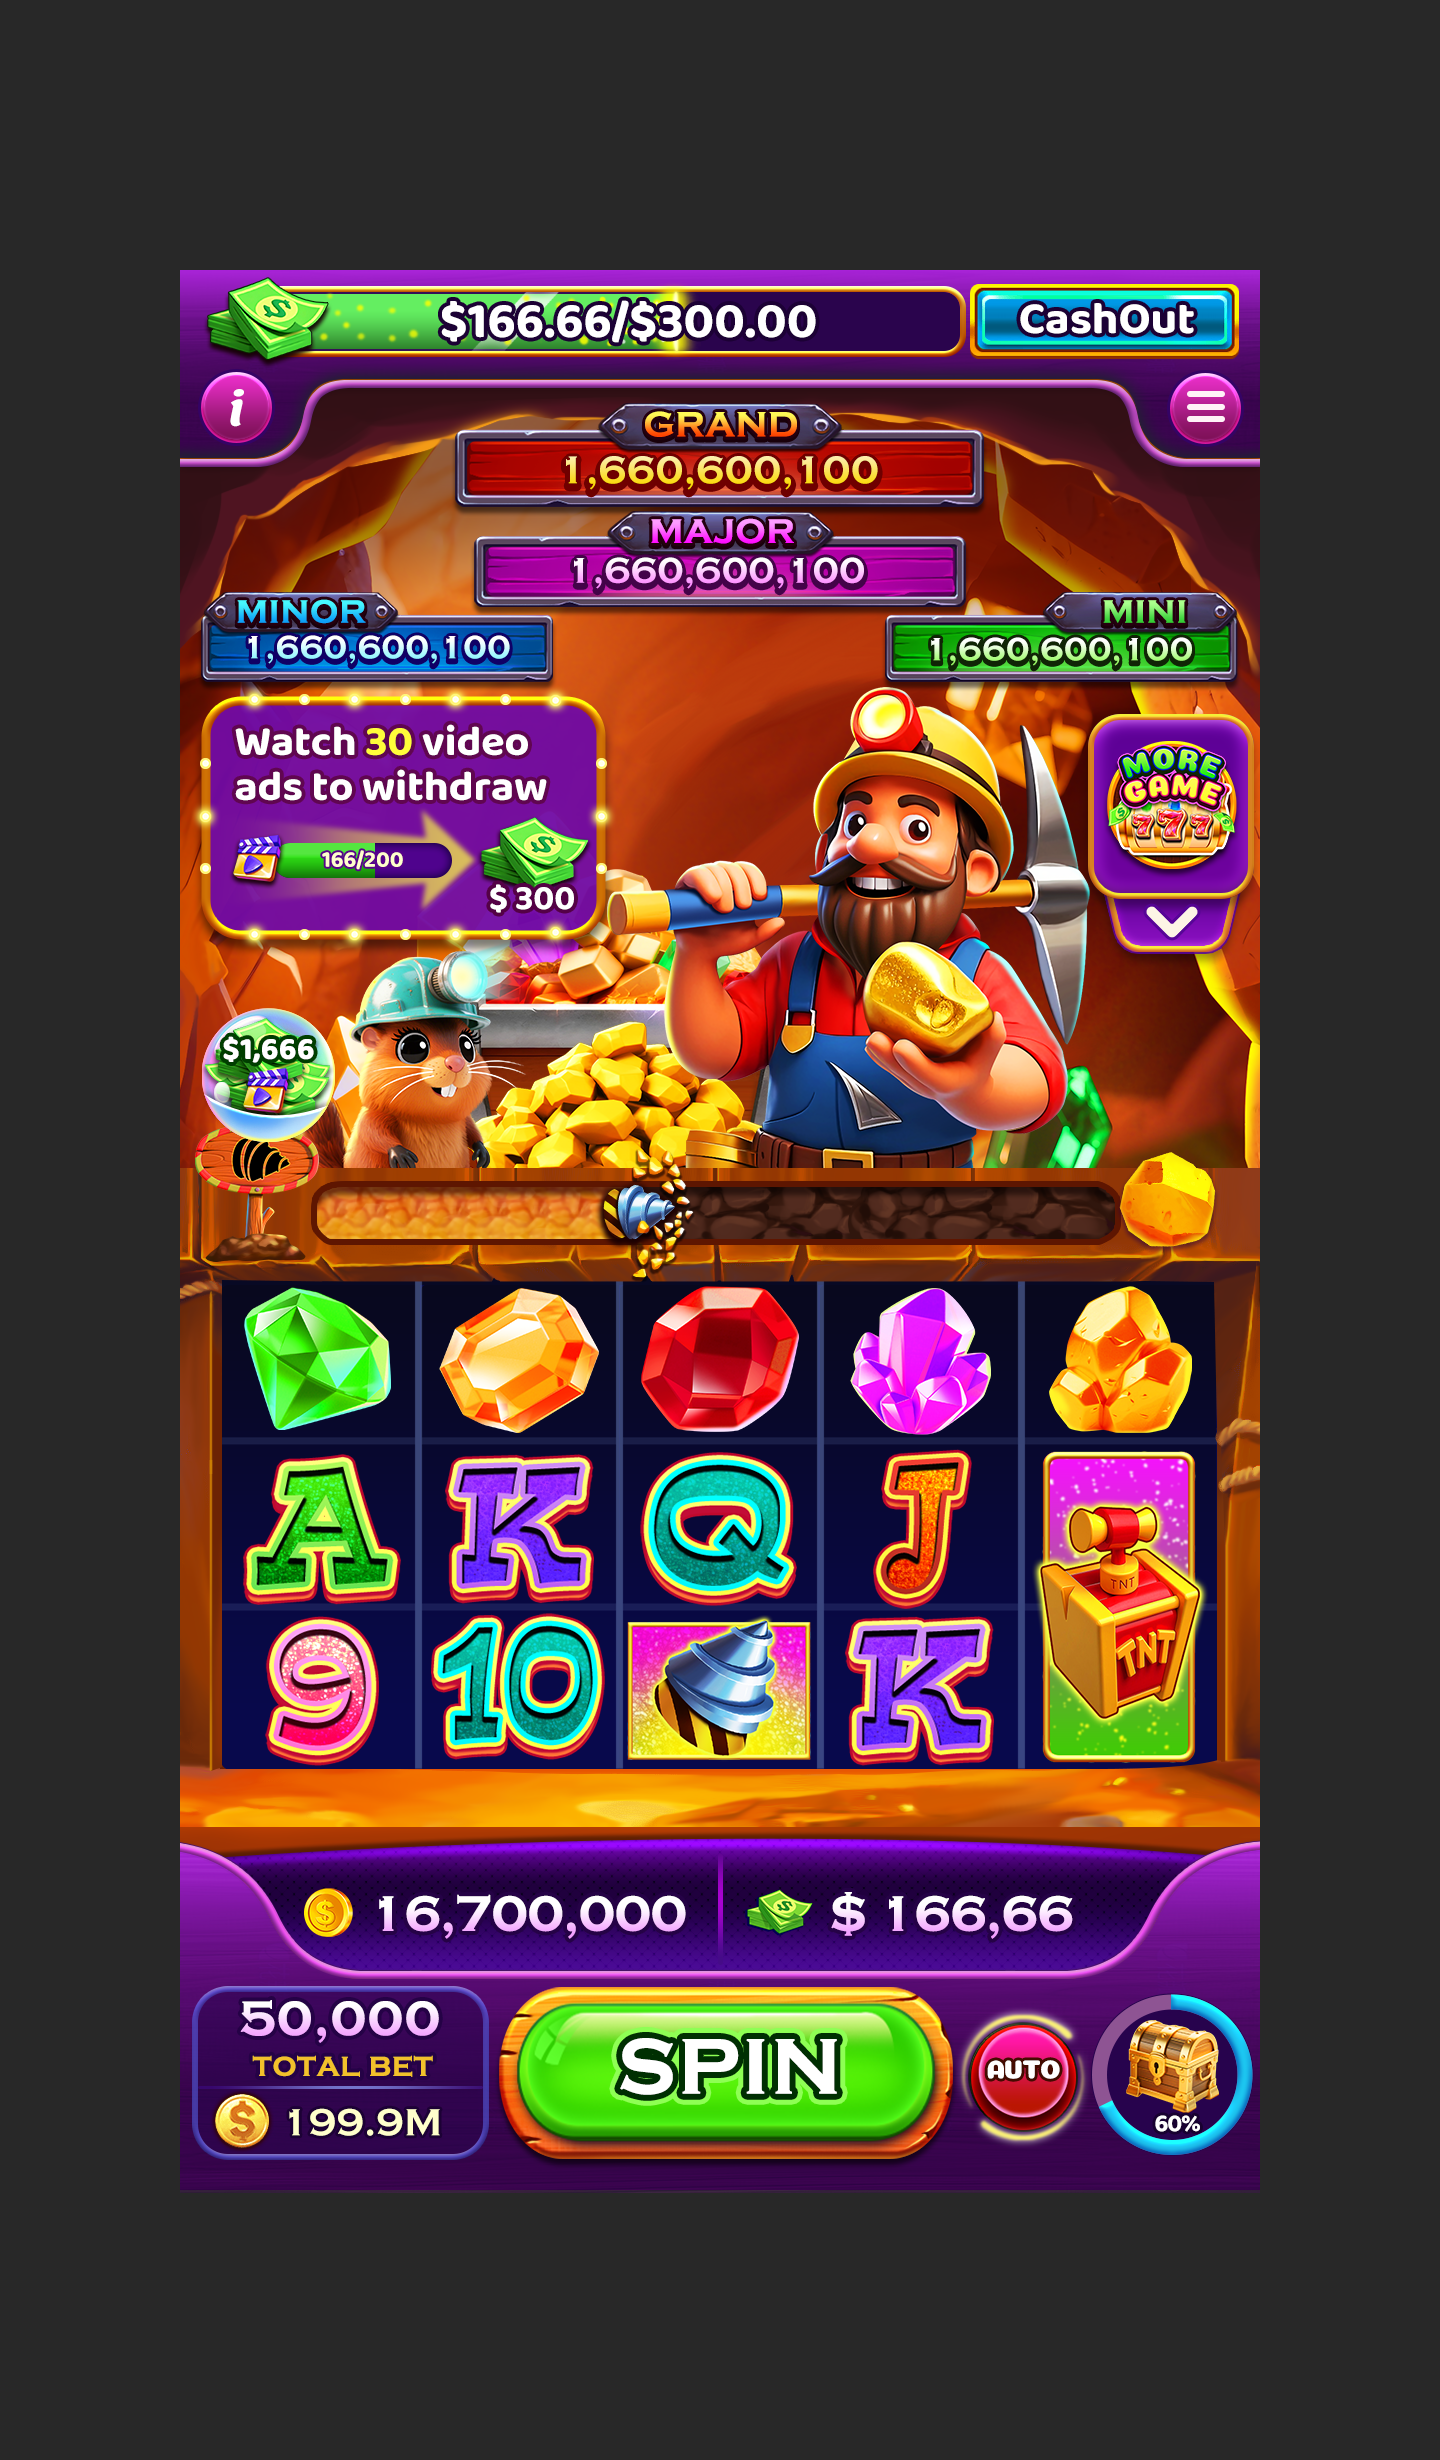 $166.66/$300.00
CashOut
i
GRAND
1,660,600,100
MAJOR
1,660,600,100
MINOR
1,660,600,100
MINI
1,660,600,100
Watch 30 video
ads to withdraw
166/200
$ 300
MORE
GAME
777
$1,666
A K Q J
TNT
TNT
9 10 K
16,700,000
$ 166,66
50,000
TOTAL BET
199.9M
SPIN
AUTO
60%